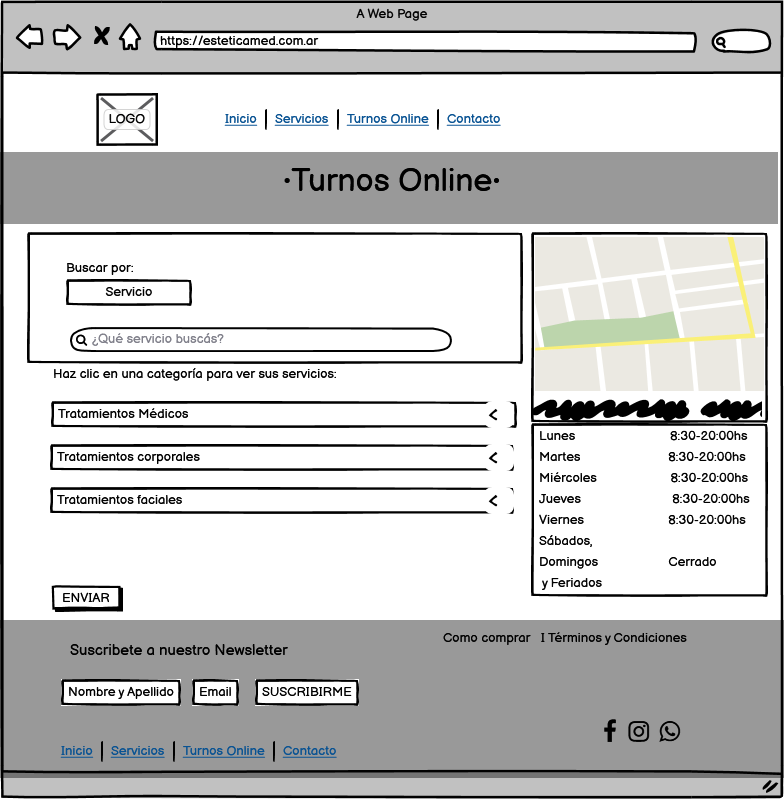 A Web Page
https://esteticamed.com.ar
LOGO
Inicio | Servicios | Turnos Online | Contacto
·Turnos Online·
Buscar por:
Servicio
¿Qué servicio buscás?
Haz clic en una categoría para ver sus servicios:
Tratamientos Médicos <
Tratamientos corporales <
Tratamientos faciales <
ENVIAR
Lunes 8:30-20:00hs
Martes 8:30-20:00hs
Miércoles 8:30-20:00hs
Jueves 8:30-20:00hs
Viernes 8:30-20:00hs
Sábados,
Domingos Cerrado
y Feriados
Como comprar I Términos y Condiciones
Suscribete a nuestro Newsletter
Nombre y Apellido Email SUSCRIBIRME
Inicio | Servicios | Turnos Online | Contacto